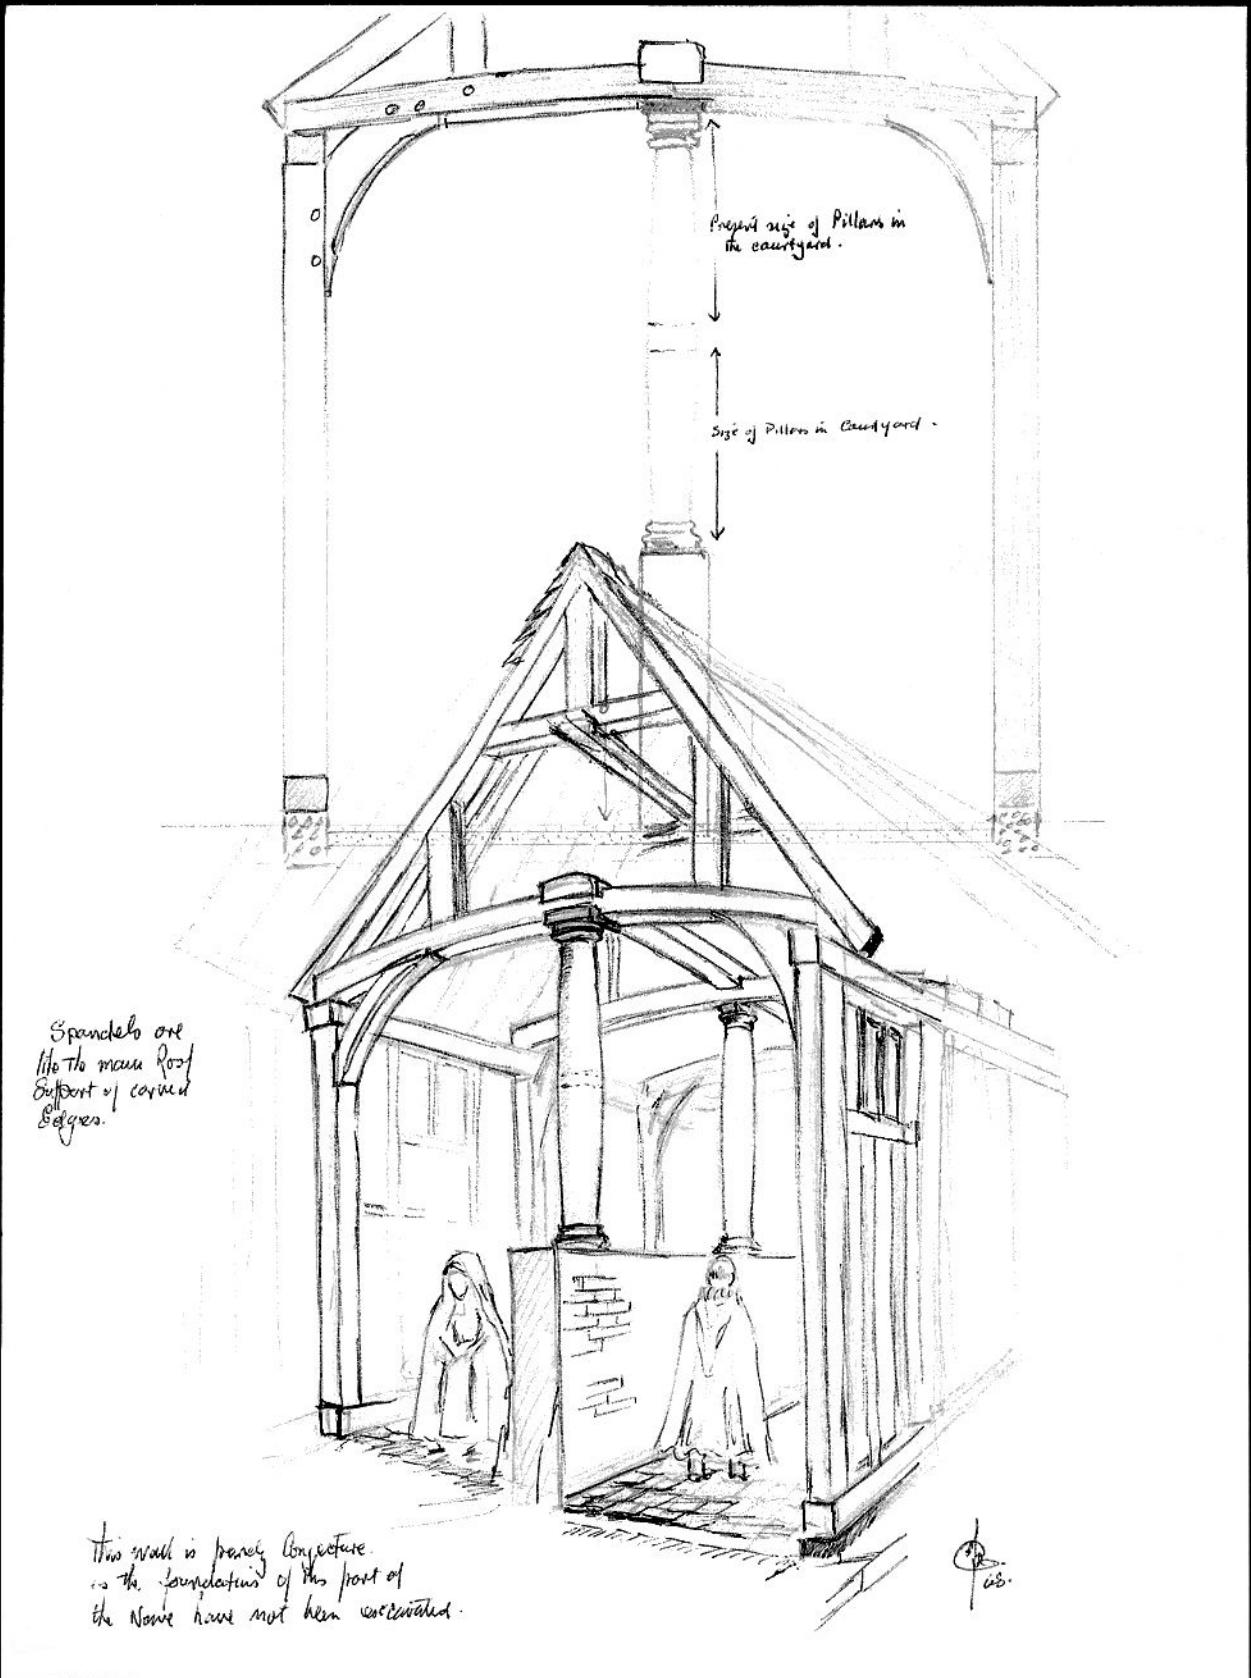 Present size of Pillars in
the courtyard.
Size of Pillars in Courtyard.
Spandels are
like the main Roof
Support of carved
Edges.
This wall is purely Conjecture.
as the foundations of this part of
the Nave have not been excavated.
68.